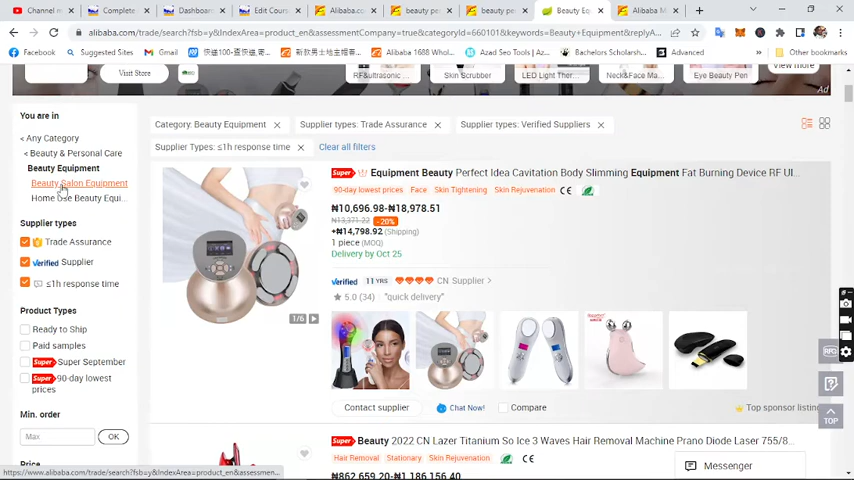 Channel m
Complete
Dashboar
Edit Cours
Alibaba.co
beauty pe
beauty pe
Beauty Eq
Alibaba M
alibaba.com/trade/search?fsb=y&IndexArea=product_en&assessmentCompany=true&categoryId=660101&keywords=Beauty+Equipment&replyA...
Facebook
Suggested Sites
Gmail
Alibaba 1688 Whol...
Azad Seo Tools |...
Bachelors Scholarsh...
Advanced
Other bookmarks
Visit Store
RF&ultrasonic ...
Skin Scrubber
LED Light Ther...
Neck&Face Ma...
Eye Beauty Pen
View more
Ad
You are in
< Any Category
< Beauty & Personal Care
Beauty Equipment
Beauty Salon Equipment
Home Use Beauty Equi...
Supplier types
Trade Assurance
Verified Supplier
≤1h response time
Product Types
Ready to Ship
Paid samples
Super September
90-day lowest prices
Min. order
Max
OK
Price
Category: Beauty Equipment
Supplier types: Trade Assurance
Supplier types: Verified Suppliers
Supplier Types: ≤1h response time
Clear all filters
Super Equipment Beauty Perfect Idea Cavitation Body Slimming Equipment Fat Burning Device RF Ul...
90-day lowest prices Face Skin Tightening Skin Rejuvenation CE
₦10,696.98-₦18,978.51
₦13,371.22 - 20%
+₦14,798.92 (Shipping)
1 piece (MOQ)
Delivery by Oct 25
Verified 11 YRS CN Supplier >
5.0 (34) "quick delivery"
1/6
Contact supplier
Chat Now!
Compare
Top sponsor listing
RFQ
TOP
Super Beauty 2022 CN Lazer Titanium So Ice 3 Waves Hair Removal Machine Prano Diode Laser 755/8...
Hair Removal Stationary Skin Rejuvenation CE
₦862,659.20-₦1,186,156.40
Messenger
https://www.alibaba.com/trade/search?fsb=y&IndexArea=product_en&assessmen...